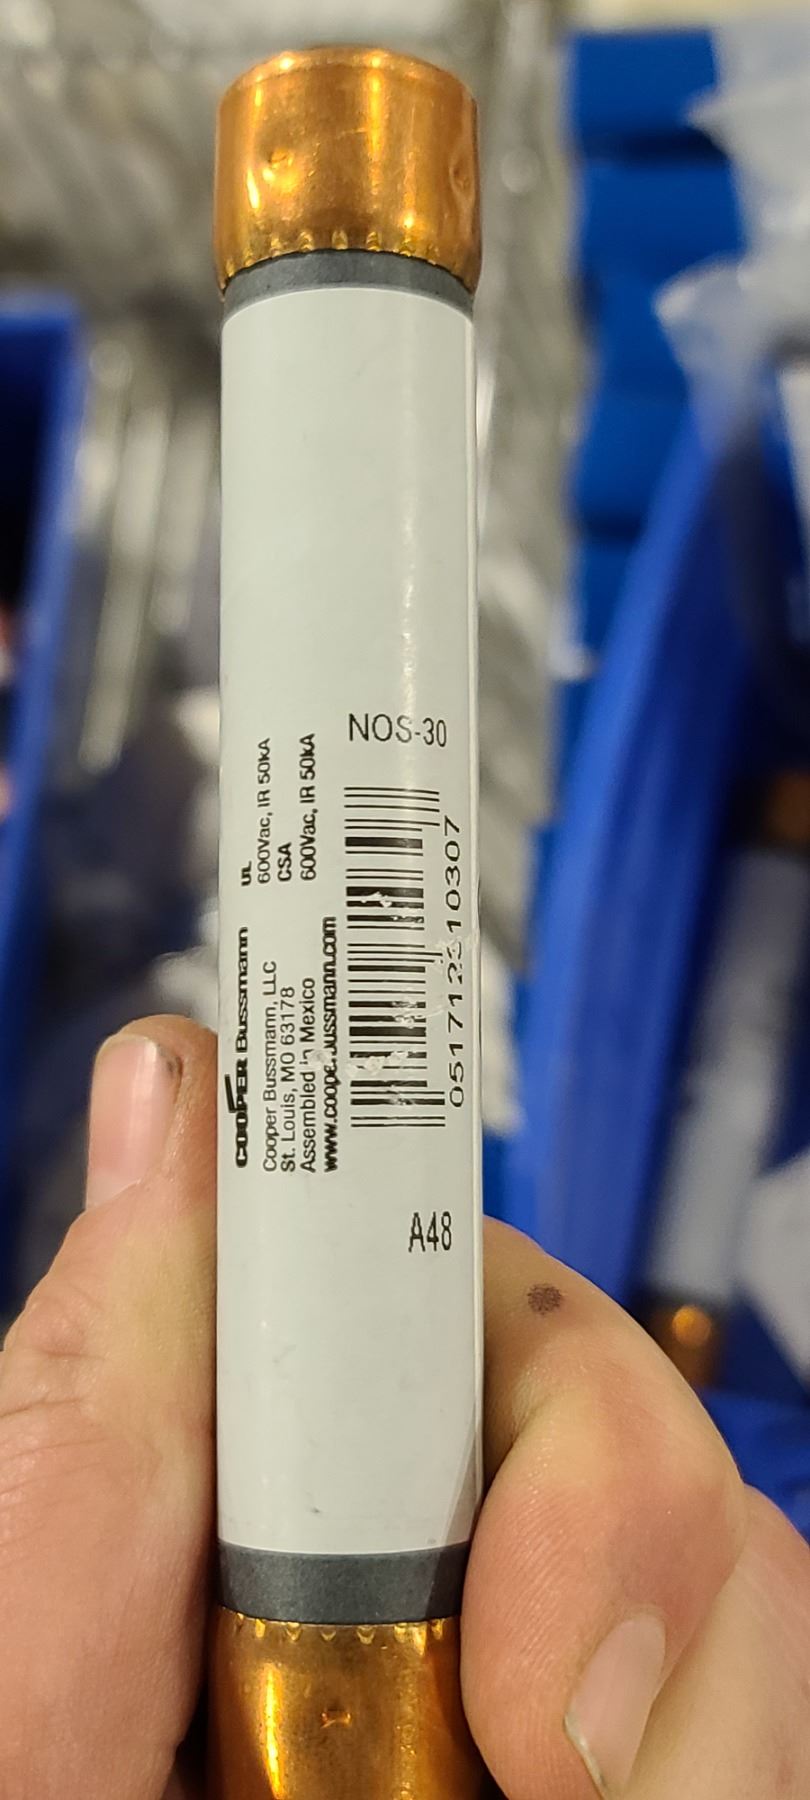 NOS-30
UL
600Vac, IR 50kA
CSA
600Vac, IR 50kA
COOPER Bussmann
Cooper Bussmann, LLC
St. Louis, MO 63178
Assembled in Mexico
www.cooperbussmann.com
051712310307
A48